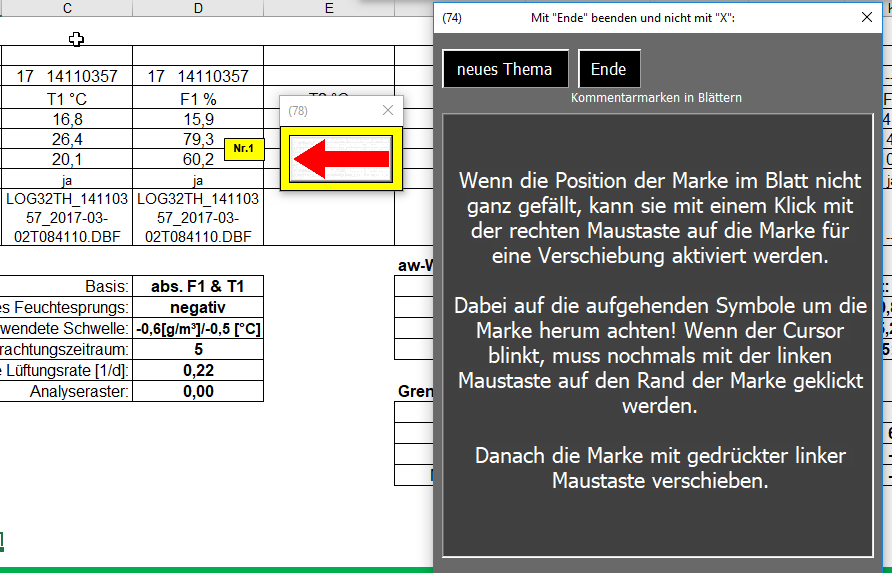 C D E
(74) Mit "Ende" beenden und nicht mit "X":
neues Thema Ende
Kommentarmarken in Blättern
17 14110357 17 14110357
T1 °C F1 %
16,8 15,9
26,4 79,3
20,1 60,2
ja ja
LOG32TH_141103 LOG32TH_141103
57_2017-03- 57_2017-03-
02T084110.DBF 02T084110.DBF
Nr.1
(78)
Basis: abs. F1 & T1
es Feuchtesprungs: negativ
wendete Schwelle: -0,6[g/m³]/-0,5 [°C]
rachtungszeitraum: 5
e Lüftungsrate [1/d]: 0,22
Analyseraster: 0,00
aw-W
Gren
Wenn die Position der Marke im Blatt nicht
ganz gefällt, kann sie mit einem Klick mit
der rechten Maustaste auf die Marke für
eine Verschiebung aktiviert werden.
Dabei auf die aufgehenden Symbole um die
Marke herum achten! Wenn der Cursor
blinkt, muss nochmals mit der linken
Maustaste auf den Rand der Marke geklickt
werden.
Danach die Marke mit gedrückter linker
Maustaste verschieben.